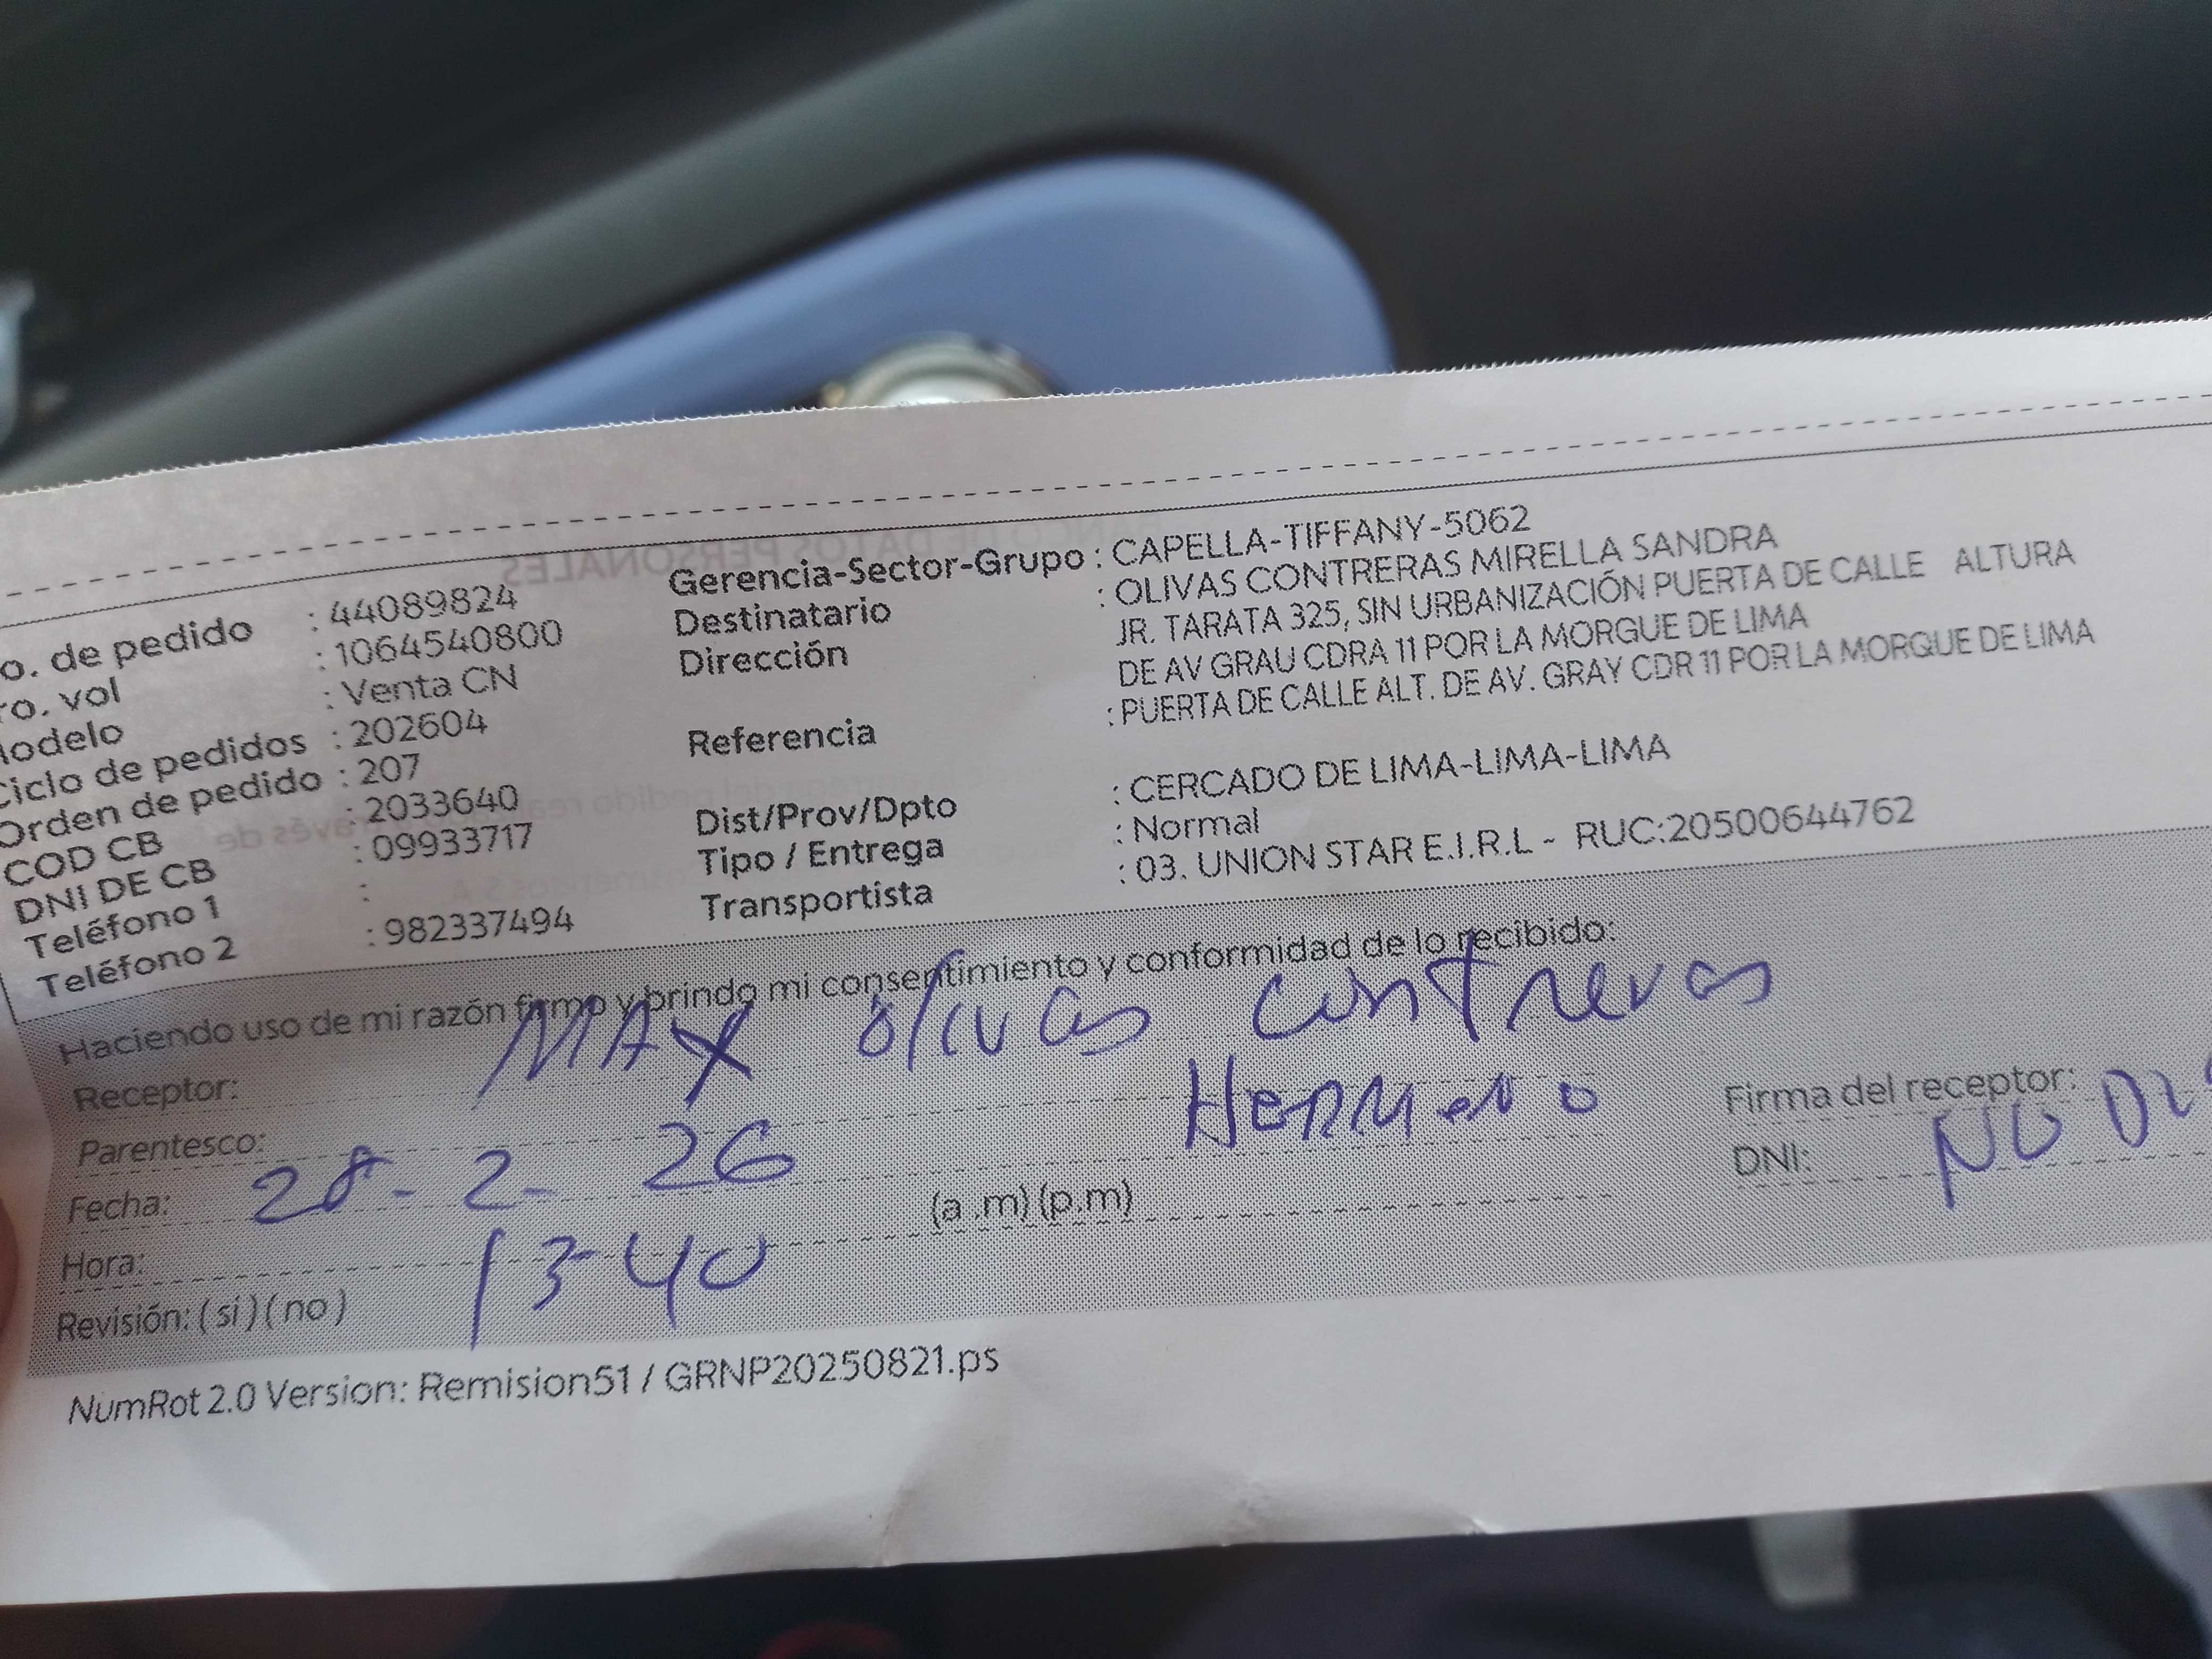 o. de pedido : 44089824
ro. vol : 1064540800
odelo : Venta CN
Ciclo de pedidos : 202604
Orden de pedido : 207
COD CB : 2033640
DNI DE CB : 09933717
Teléfono 1 :
Teléfono 2 : 982337494
Gerencia-Sector-Grupo : CAPELLA-TIFFANY-5062
Destinatario : OLIVAS CONTRERAS MIRELLA SANDRA
Dirección JR. TARATA 325, SIN URBANIZACIÓN PUERTA DE CALLE ALTURA
DE AV GRAU CDRA 11 POR LA MORGUE DE LIMA
Referencia : PUERTA DE CALLE ALT. DE AV. GRAY CDR 11 POR LA MORQUE DE LIMA
Dist/Prov/Dpto : CERCADO DE LIMA-LIMA-LIMA
Tipo / Entrega : Normal
Transportista : 03. UNION STAR E.I.R.L - RUC:20500644762
Haciendo uso de mi razón firmo y brindo mi consentimiento y conformidad de lo recibido:
Receptor: MAX Olivas Contreras
Parentesco: Hermano
Fecha: 28-2-26
Hora: 13-40 (a .m) (p.m)
Revisión: ( si ) ( no )
Firma del receptor:
DNI: NO
NumRot 2.0 Version: Remision51 / GRNP20250821.ps